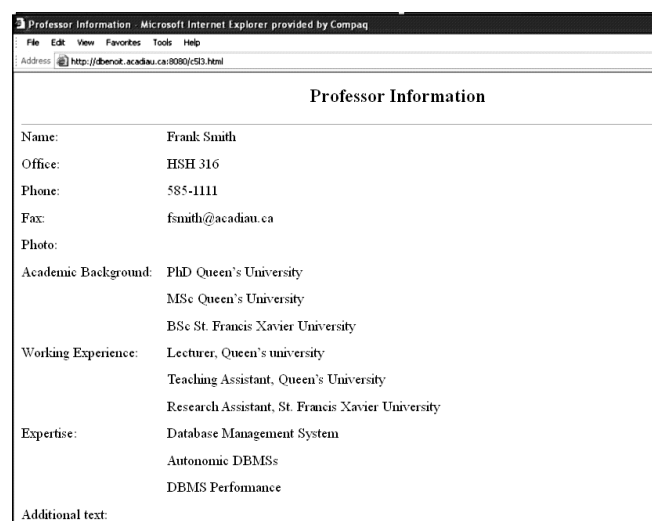 Professor Information - Microsoft Internet Explorer provided by Compaq
File Edit View Favorites Tools Help
Address http://dbenoit.acadiau.ca:8080/c5l3.html
Professor Information
Name: Frank Smith
Office: HSH 316
Phone: 585-1111
Fax: fsmith@acadiau.ca
Photo:
Academic Background: PhD Queen's University
MSc Queen's University
BSc St. Francis Xavier University
Working Experience: Lecturer, Queen's university
Teaching Assistant, Queen's University
Research Assistant, St. Francis Xavier University
Expertise: Database Management System
Autonomic DBMSs
DBMS Performance
Additional text: